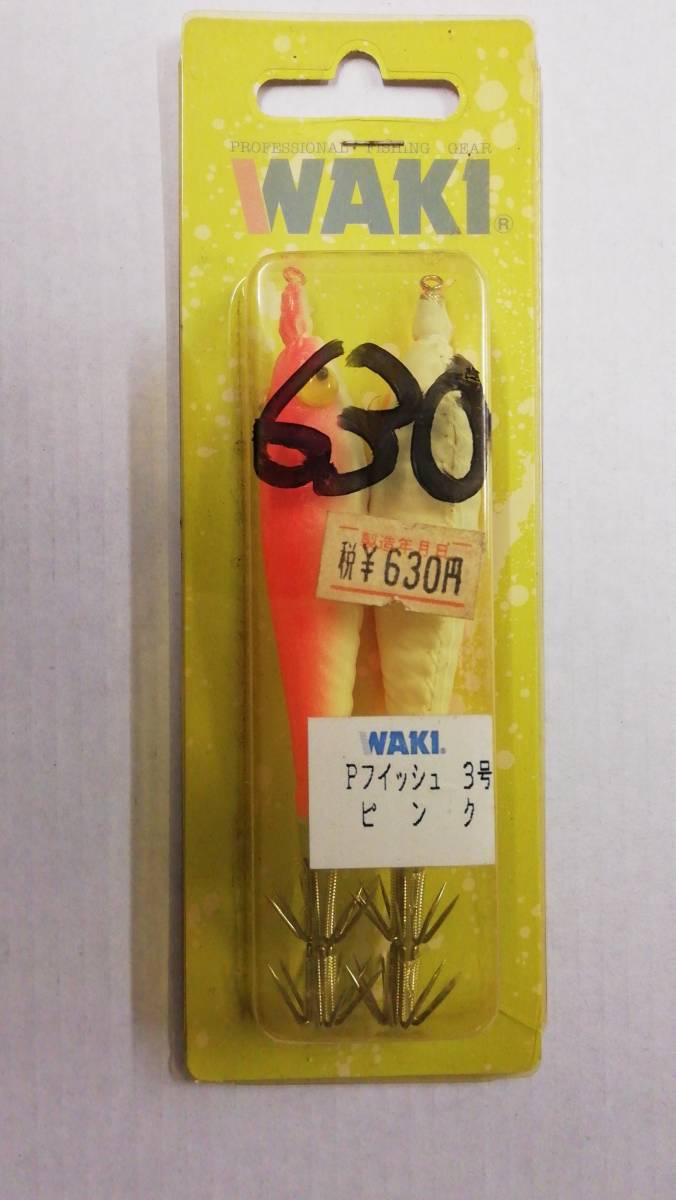 PROFESSIONAL FISHING GEAR
WAKI®
630
製造年月日
税¥630円
WAKI®
Pフイッシュ 3号
ピンク